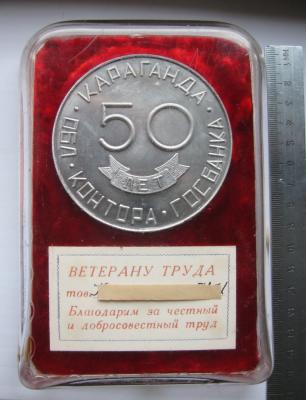 КАРАГАНДА
50
ЛЕТ
ОБЛ • КОНТОРА • ГОСБАНКА
ВЕТЕРАНУ ТРУДА
тов.
Благодарим за честный
и добросовестный труд